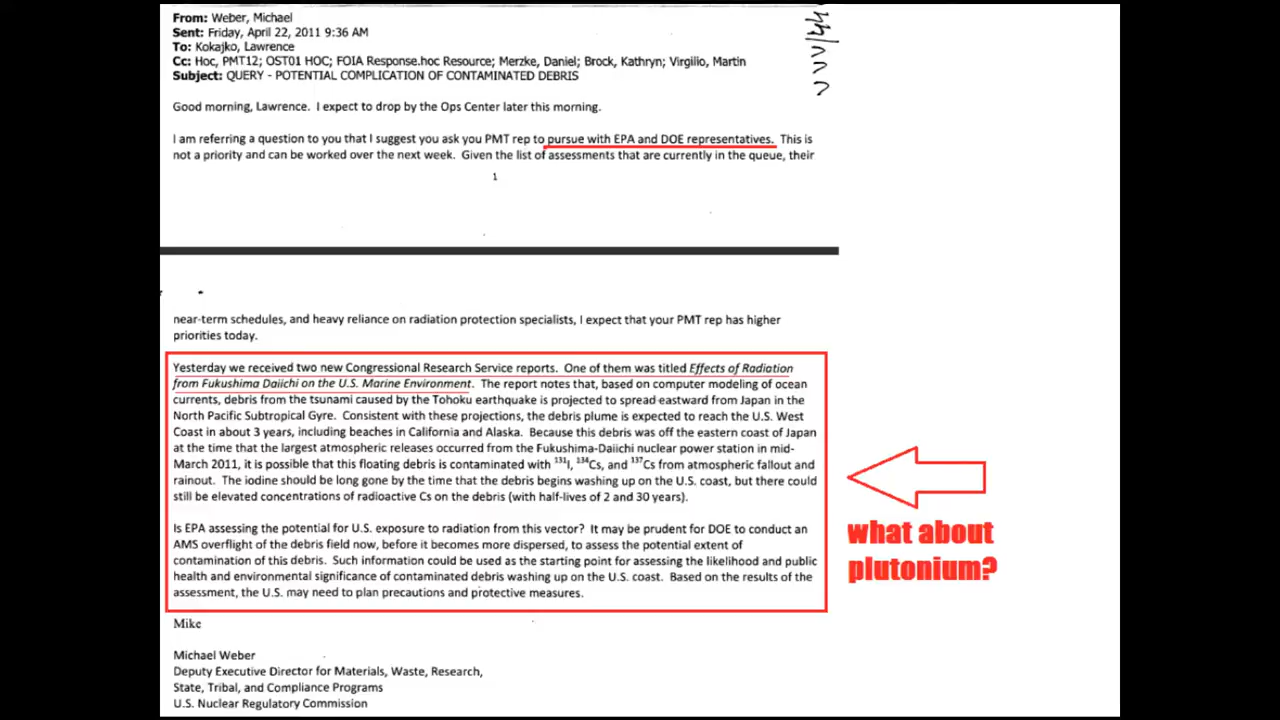 From: Weber, Michael
Sent: Friday, April 22, 2011 9:36 AM
To: Kokajko, Lawrence
Cc: Hoc, PMT12; OST01 HOC; FOIA Response.hoc Resource; Merzke, Daniel; Brock, Kathryn; Virgilio, Martin
Subject: QUERY - POTENTIAL COMPLICATION OF CONTAMINATED DEBRIS
Good morning, Lawrence. I expect to drop by the Ops Center later this morning.
I am referring a question to you that I suggest you ask you PMT rep to pursue with EPA and DOE representatives. This is
not a priority and can be worked over the next week. Given the list of assessments that are currently in the queue, their
1
near-term schedules, and heavy reliance on radiation protection specialists, I expect that your PMT rep has higher
priorities today.
Yesterday we received two new Congressional Research Service reports. One of them was titled Effects of Radiation
from Fukushima Daiichi on the U.S. Marine Environment. The report notes that, based on computer modeling of ocean
currents, debris from the tsunami caused by the Tohoku earthquake is projected to spread eastward from Japan in the
North Pacific Subtropical Gyre. Consistent with these projections, the debris plume is expected to reach the U.S. West
Coast in about 3 years, including beaches in California and Alaska. Because this debris was off the eastern coast of Japan
at the time that the largest atmospheric releases occurred from the Fukushima-Daiichi nuclear power station in mid-
March 2011, it is possible that this floating debris is contaminated with ¹³¹I, ¹³⁴Cs, and ¹³⁷Cs from atmospheric fallout and
rainout. The iodine should be long gone by the time that the debris begins washing up on the U.S. coast, but there could
still be elevated concentrations of radioactive Cs on the debris (with half-lives of 2 and 30 years).
what about
plutonium?
Is EPA assessing the potential for U.S. exposure to radiation from this vector? It may be prudent for DOE to conduct an
AMS overflight of the debris field now, before it becomes more dispersed, to assess the potential extent of
contamination of this debris. Such information could be used as the starting point for assessing the likelihood and public
health and environmental significance of contaminated debris washing up on the U.S. coast. Based on the results of the
assessment, the U.S. may need to plan precautions and protective measures.
Mike
Michael Weber
Deputy Executive Director for Materials, Waste, Research,
State, Tribal, and Compliance Programs
U.S. Nuclear Regulatory Commission